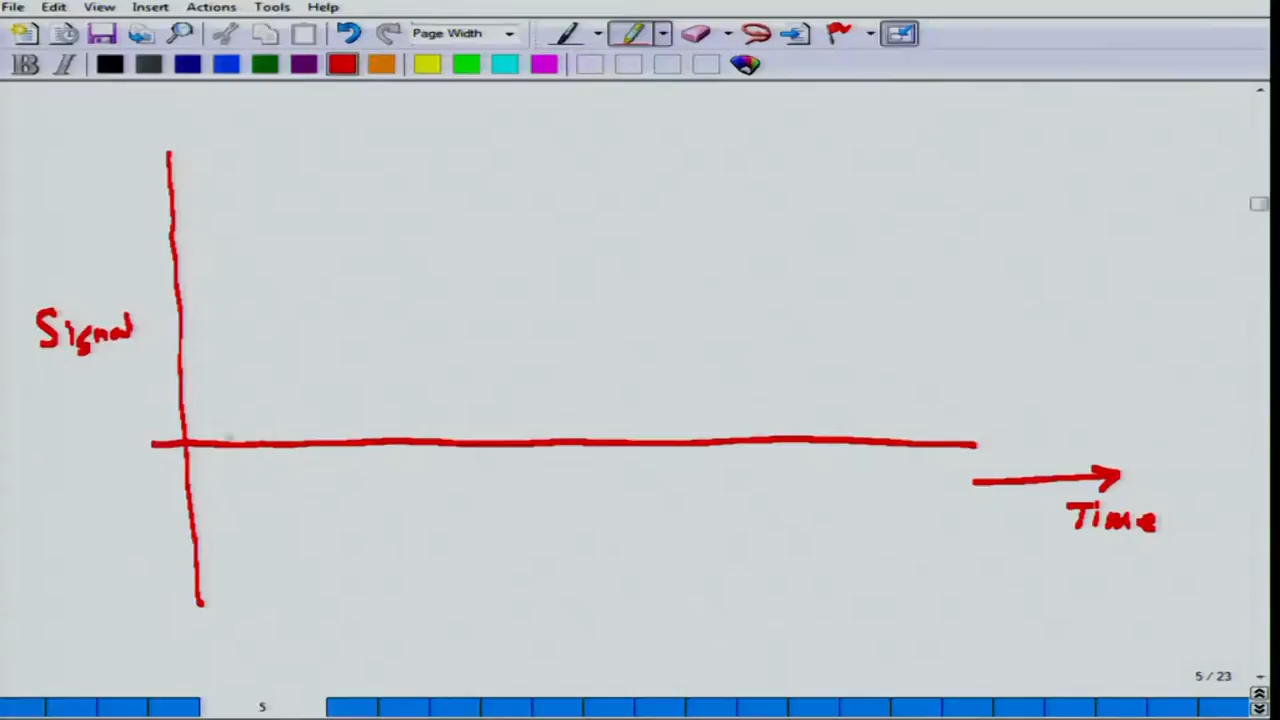 File Edit View Insert Actions Tools Help
Page Width
B I
Signal
Time
5 / 23
5